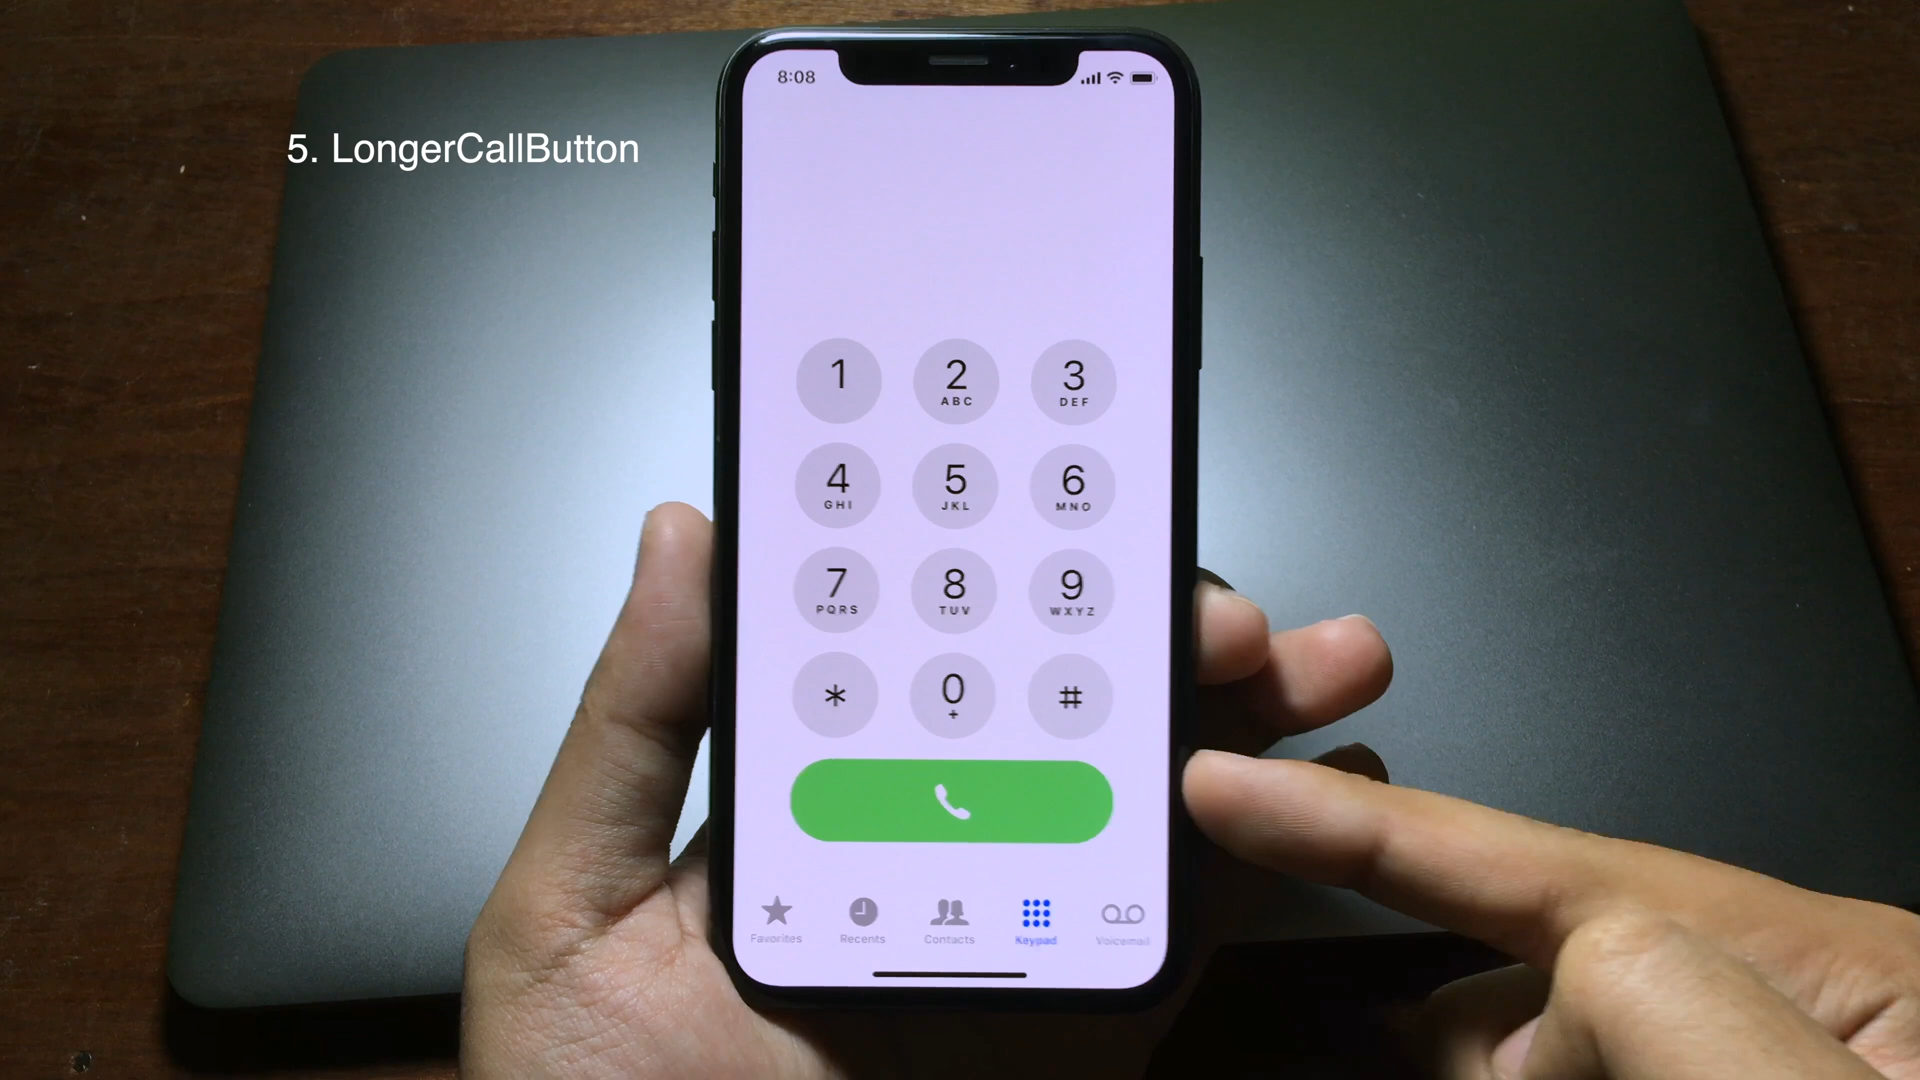 8:08
5. LongerCallButton
1 2 3
ABC DEF
4 5 6
GHI JKL MNO
7 8 9
PQRS TUV WXYZ
* 0 #
+
Favorites Recents Contacts Keypad Voicemail